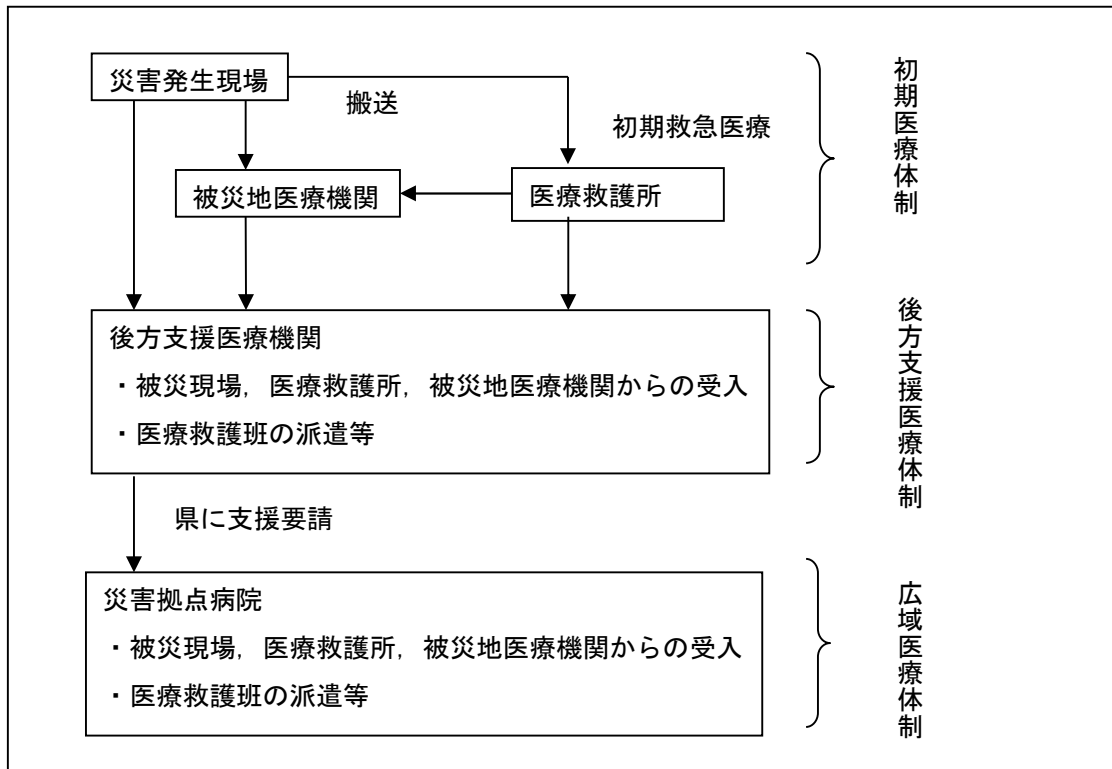 災害発生現場
搬送
初期救急医療
被災地医療機関
医療救護所
初期医療体制
後方支援医療機関
・被災現場，医療救護所，被災地医療機関からの受入
・医療救護班の派遣等
後方支援医療体制
県に支援要請
災害拠点病院
・被災現場，医療救護所，被災地医療機関からの受入
・医療救護班の派遣等
広域医療体制